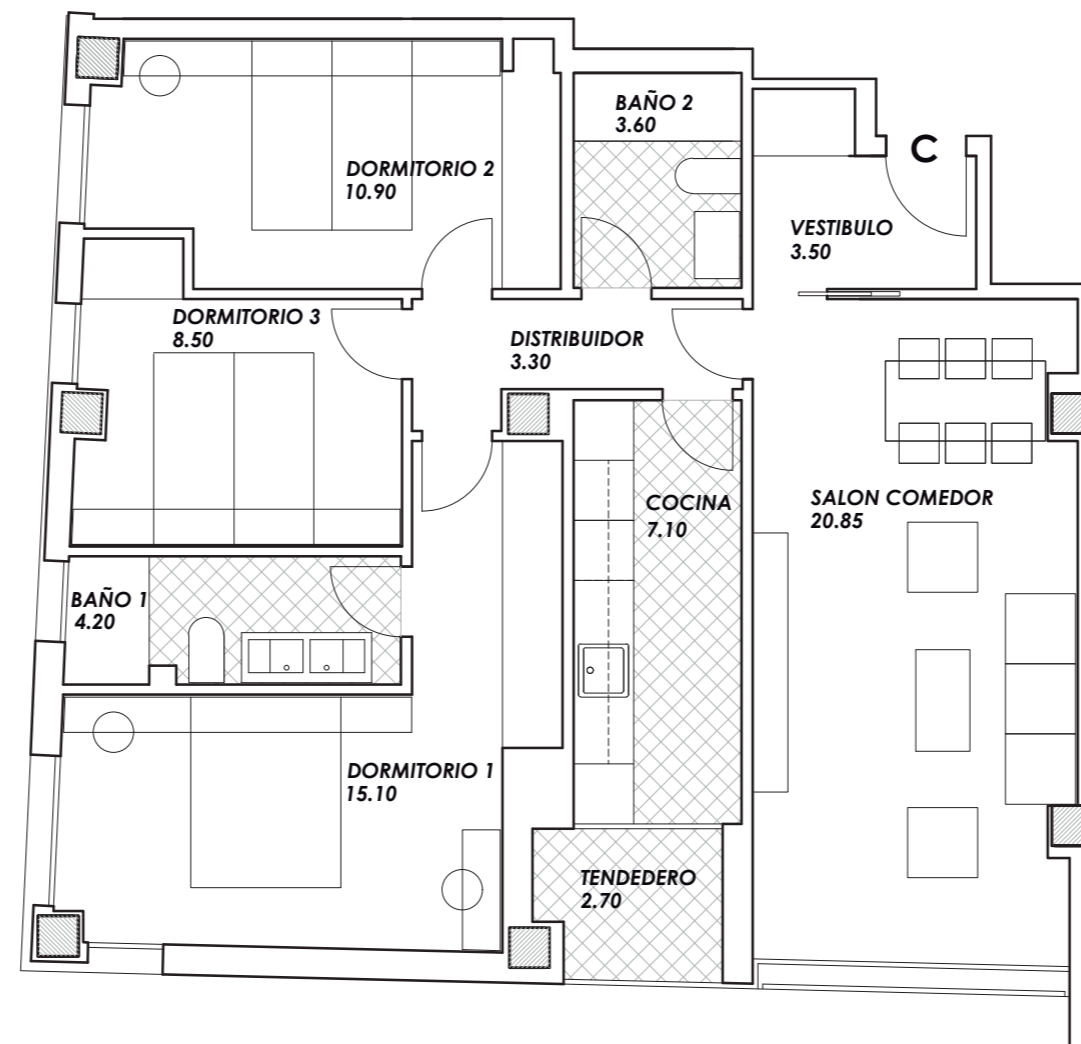 BAÑO 2
3.60
C
DORMITORIO 2
10.90
VESTIBULO
3.50
DORMITORIO 3
8.50
DISTRIBUIDOR
3.30
COCINA
7.10
SALON COMEDOR
20.85
BAÑO 1
4.20
DORMITORIO 1
15.10
TENDEDERO
2.70